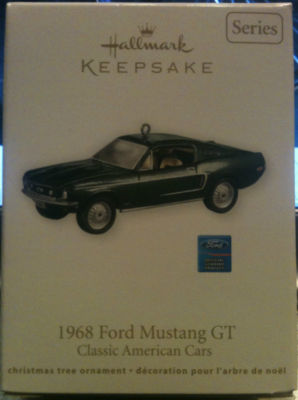 Series
Hallmark
KEEPSAKE
Ford
1968 Ford Mustang GT
Classic American Cars
christmas tree ornament • décoration pour l'arbre de noël